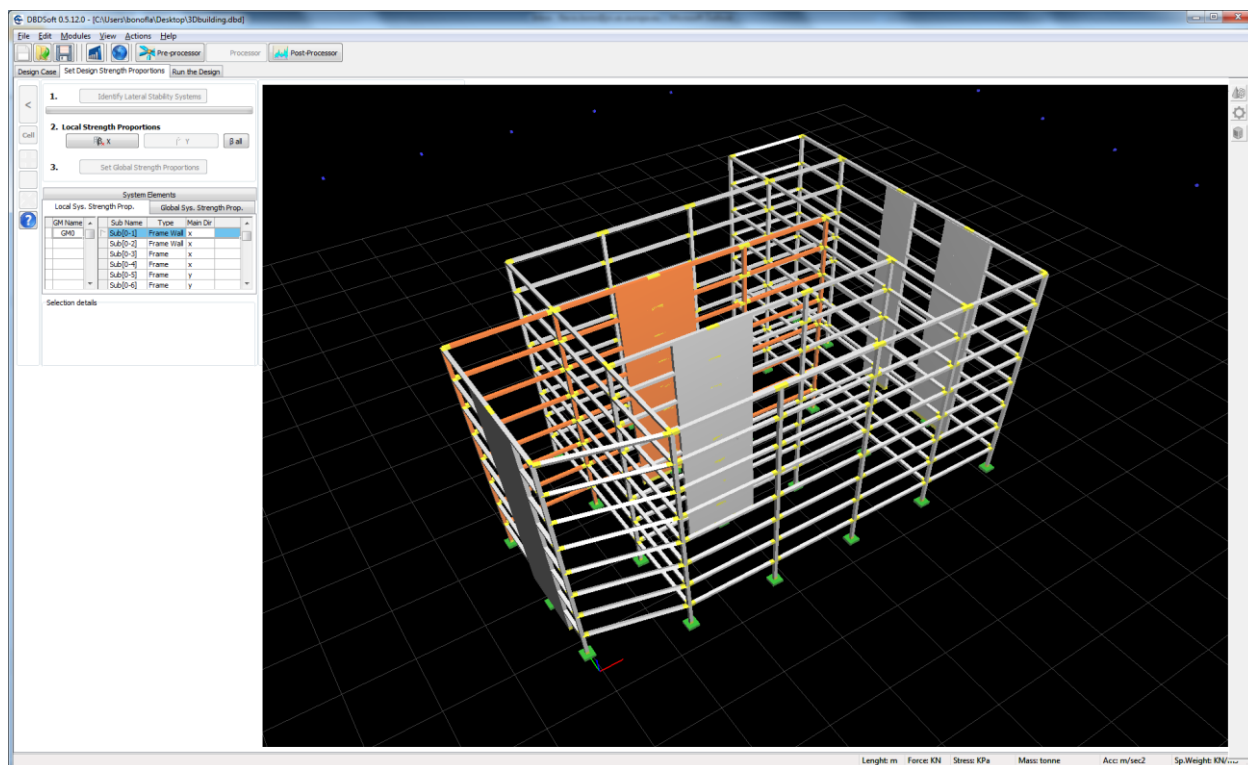 DBDSoft 0.5.12.0 - [C:\Users\bonofla\Desktop\3Dbuilding.dbd]
File Edit Modules View Actions Help
Pre-processor Processor Post-Processor
Design Case Set Design Strength Proportions Run the Design
<
1. Identify Lateral Stability Systems
Cell
2. Local Strength Proportions
β, X Y β all
3. Set Global Strength Proportions
?
System Elements
Local Sys. Strength Prop. Global Sys. Strength Prop.
GM Name Sub Name Type Main Dir
GM0 Sub[0-1] Frame Wall x
Sub[0-2] Frame Wall x
Sub[0-3] Frame x
Sub[0-4] Frame x
Sub[0-5] Frame y
Sub[0-6] Frame y
Selection details
Lenght: m Force: KN Stress: KPa Mass: tonne Acc: m/sec2 Sp.Weight: